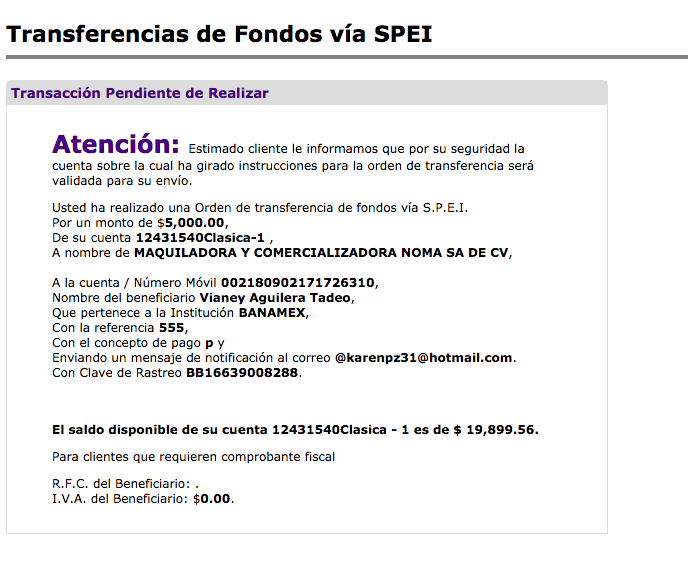 Transferencias de Fondos vía SPEI
Transacción Pendiente de Realizar
Atención: Estimado cliente le informamos que por su seguridad la
cuenta sobre la cual ha girado instrucciones para la orden de transferencia será
validada para su envío.
Usted ha realizado una Orden de transferencia de fondos vía S.P.E.I.
Por un monto de $5,000.00,
De su cuenta 12431540Clasica-1 ,
A nombre de MAQUILADORA Y COMERCIALIZADORA NOMA SA DE CV,
A la cuenta / Número Móvil 002180902171726310,
Nombre del beneficiario Vianey Aguilera Tadeo,
Que pertenece a la Institución BANAMEX,
Con la referencia 555,
Con el concepto de pago p y
Enviando un mensaje de notificación al correo @karenpz31@hotmail.com.
Con Clave de Rastreo BB16639008288.
El saldo disponible de su cuenta 12431540Clasica - 1 es de $ 19,899.56.
Para clientes que requieren comprobante fiscal
R.F.C. del Beneficiario: .
I.V.A. del Beneficiario: $0.00.